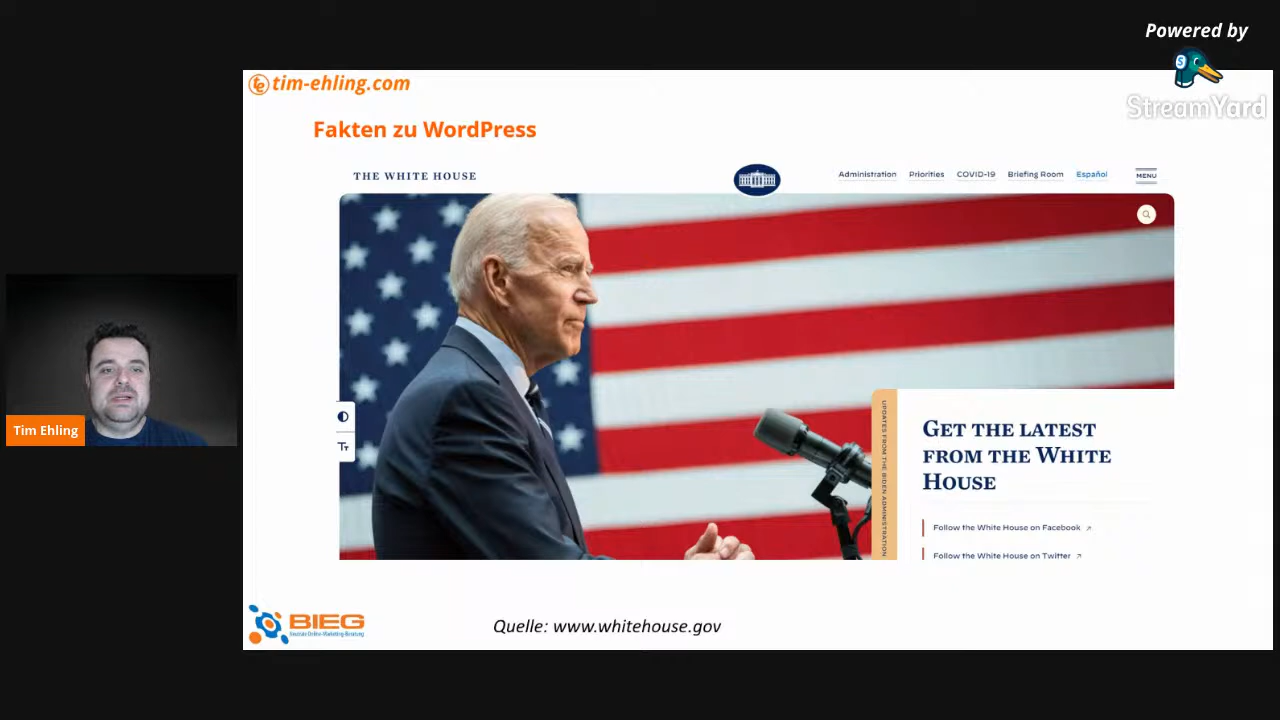 Powered by
StreamYard
te tim-ehling.com
Fakten zu WordPress
THE WHITE HOUSE
Administration Priorities COVID-19 Briefing Room Español MENU
UPDATES FROM THE BIDEN ADMINISTRATION
GET THE LATEST
FROM THE WHITE
HOUSE
Follow the White House on Facebook
Follow the White House on Twitter
Tt
Tim Ehling
BIEG
Quelle: www.whitehouse.gov